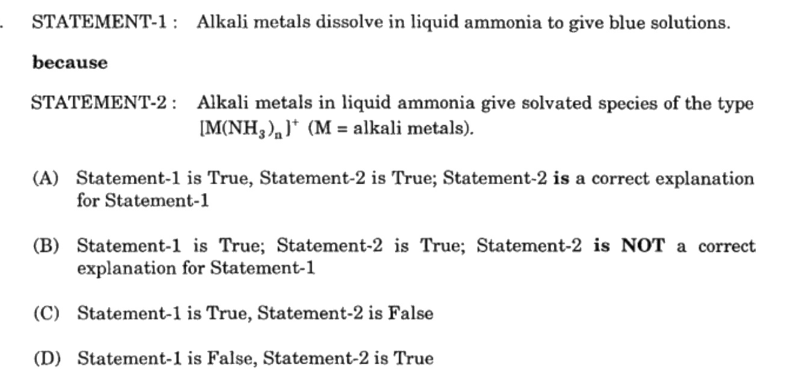 . STATEMENT-1 : Alkali metals dissolve in liquid ammonia to give blue solutions.
because
STATEMENT-2 : Alkali metals in liquid ammonia give solvated species of the type
[M(NH₃)ₙ]⁺ (M = alkali metals).
(A) Statement-1 is True, Statement-2 is True; Statement-2 is a correct explanation
for Statement-1
(B) Statement-1 is True; Statement-2 is True; Statement-2 is NOT a correct
explanation for Statement-1
(C) Statement-1 is True, Statement-2 is False
(D) Statement-1 is False, Statement-2 is True